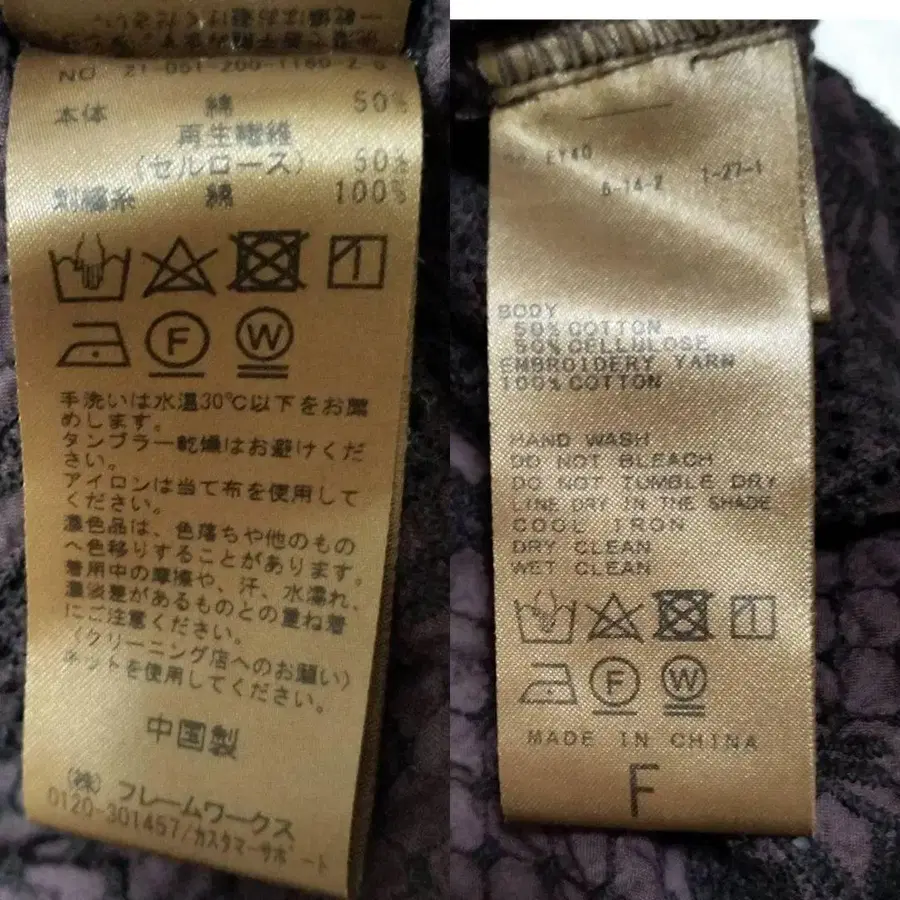 NO 21-051-200-1160-2-0
本体 綿 50%
再生繊維
(セルロース) 50%
刺繍糸 綿 100%
F W
手洗いは水温30℃以下をお薦
めします。
タンブラー乾燥はお避けくだ
さい。
アイロンは当て布を使用して
ください。
濃色品は、色落ちや他のもの
へ色移りすることがあります。
着用中の摩擦や、汗、水濡れ、
濃淡差があるものとの重ね着
にご注意ください。
〈クリーニング店へのお願い〉
ネットを使用してください。
中国製
(株) フレームワークス
0120-301457/カスタマーサポート
EY40
6-14-2 1-27-1
BODY
50% COTTON
50% CELLULOSE
EMBROIDERY YARN
100% COTTON
HAND WASH
DO NOT BLEACH
DO NOT TUMBLE DRY
LINE DRY IN THE SHADE
COOL IRON
DRY CLEAN
WET CLEAN
F W
MADE IN CHINA
F